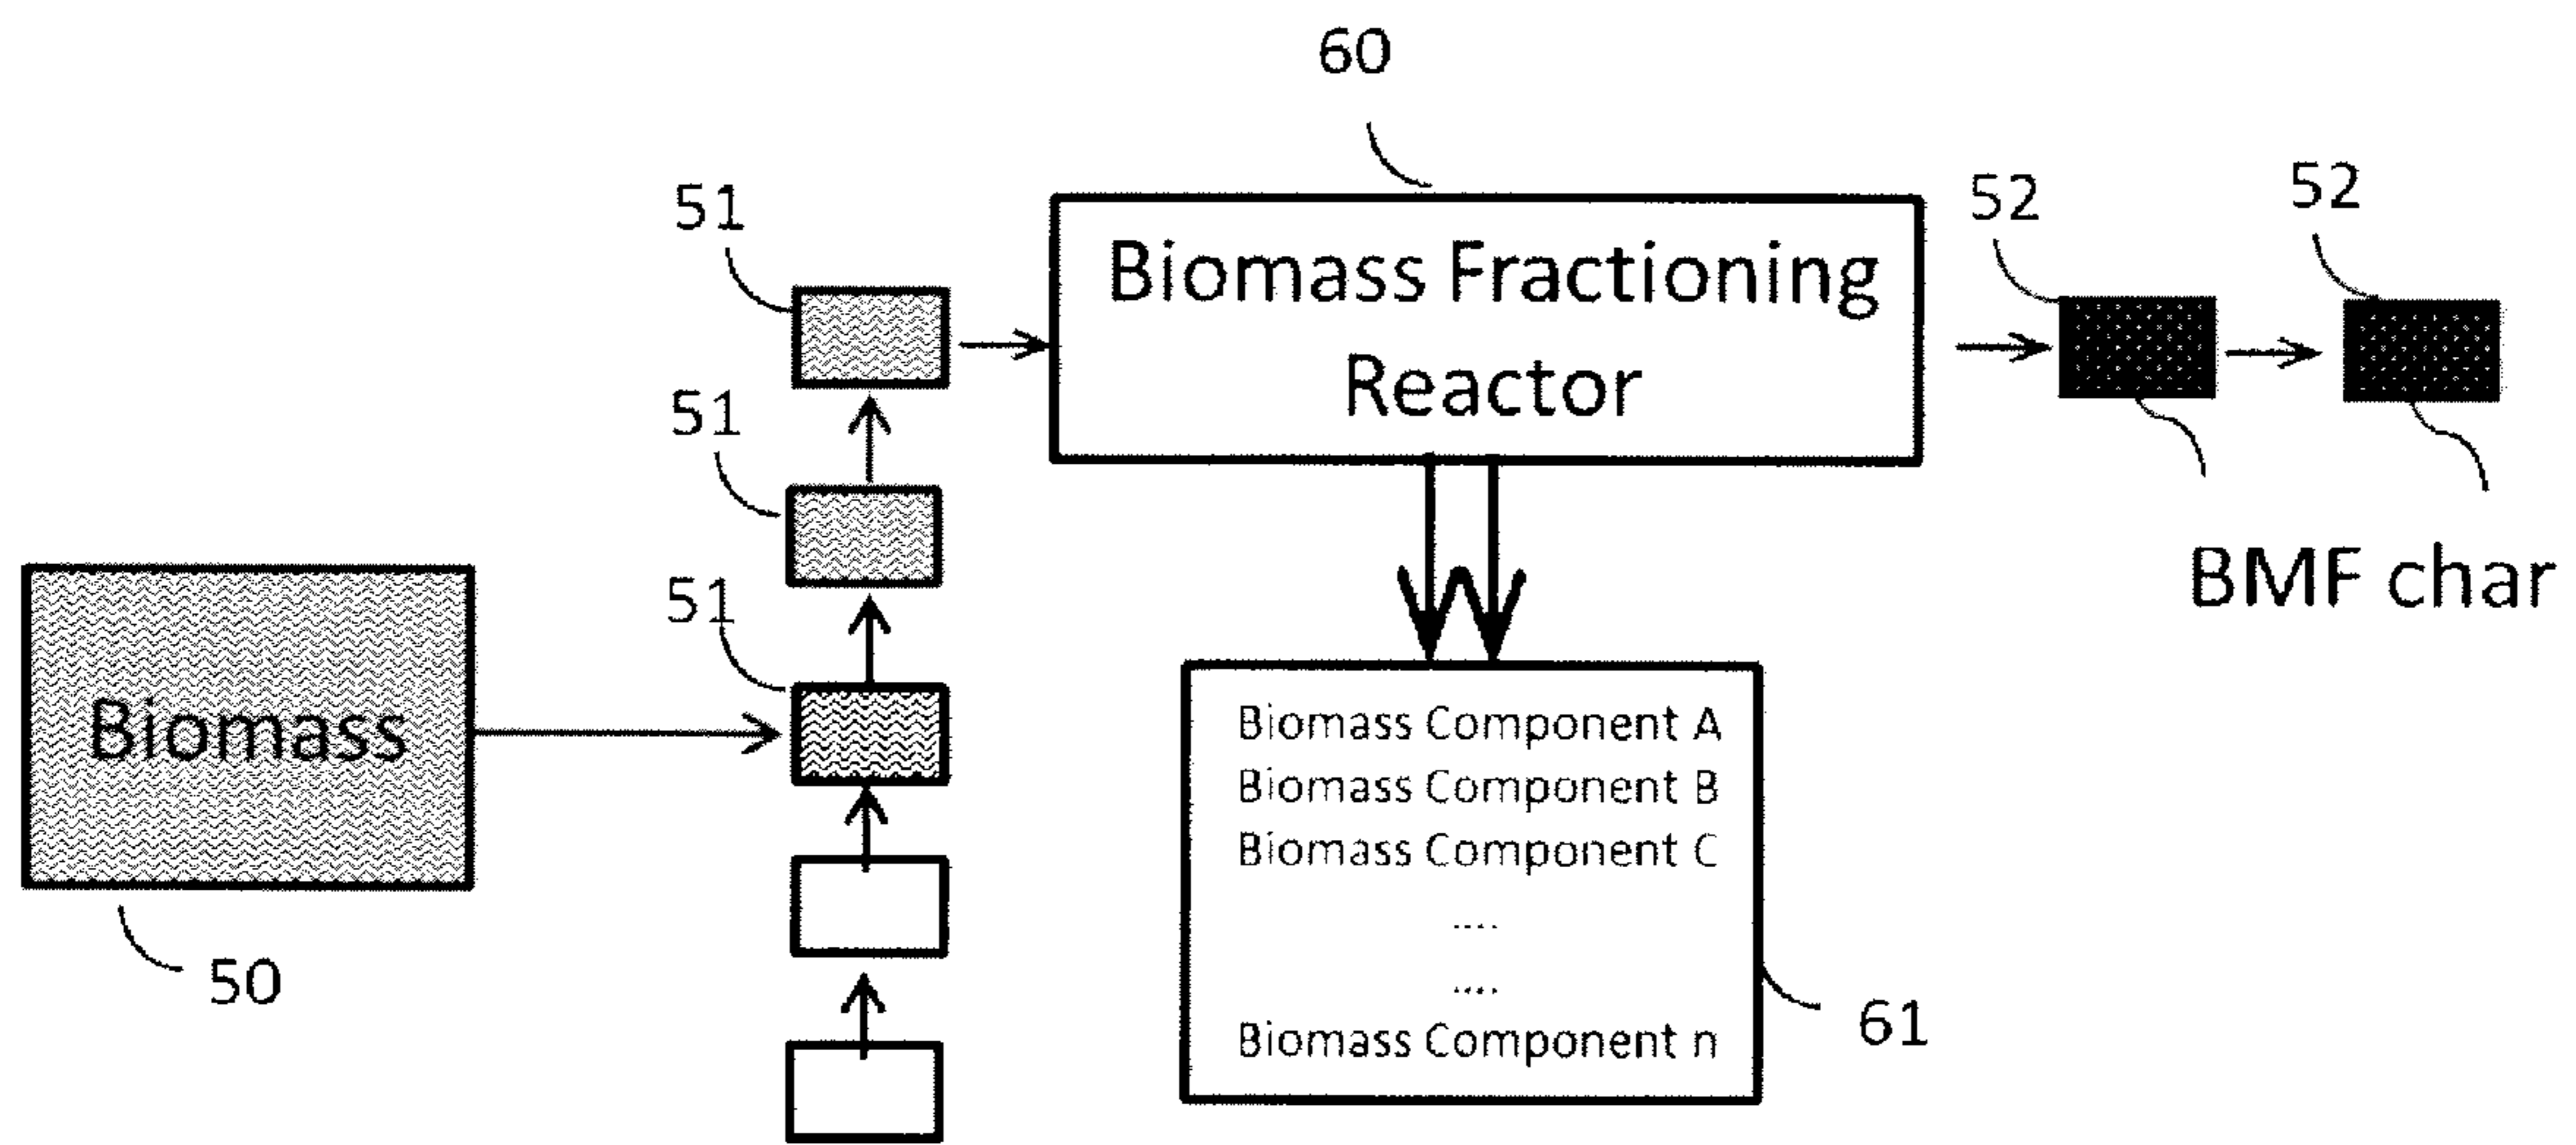 60
51
52
52
Biomass Fractioning
Reactor
51
BMF char
51
Biomass
Biomass Component A
Biomass Component B
Biomass Component C
....
....
Biomass Component n
50
61